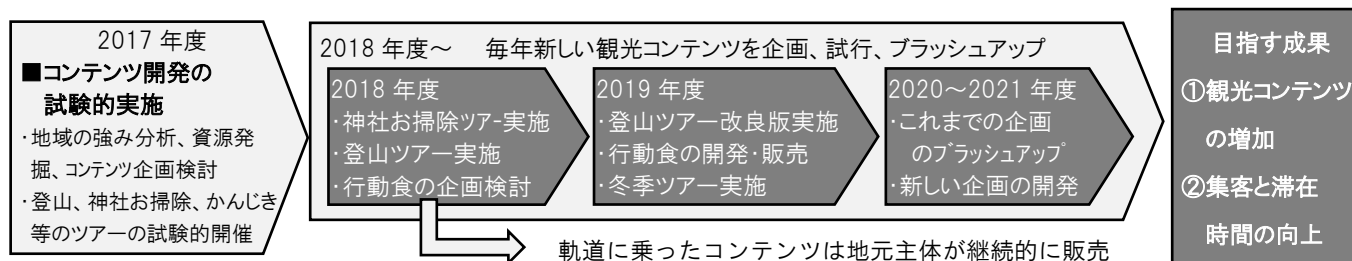 2017 年度
■コンテンツ開発の
試験的実施
・地域の強み分析、資源発
掘、コンテンツ企画検討
・登山、神社お掃除、かんじき
等のツアーの試験的開催
2018 年度～　毎年新しい観光コンテンツを企画、試行、ブラッシュアップ
2018 年度
・神社お掃除ツアｰ実施
・登山ツアー実施
・行動食の企画検討
2019 年度
・登山ツアー改良版実施
・行動食の開発・販売
・冬季ツアー実施
2020～2021 年度
・これまでの企画
のブラッシュアップ
・新しい企画の開発
軌道に乗ったコンテンツは地元主体が継続的に販売
目指す成果
①観光コンテンツ
の増加
②集客と滞在
時間の向上